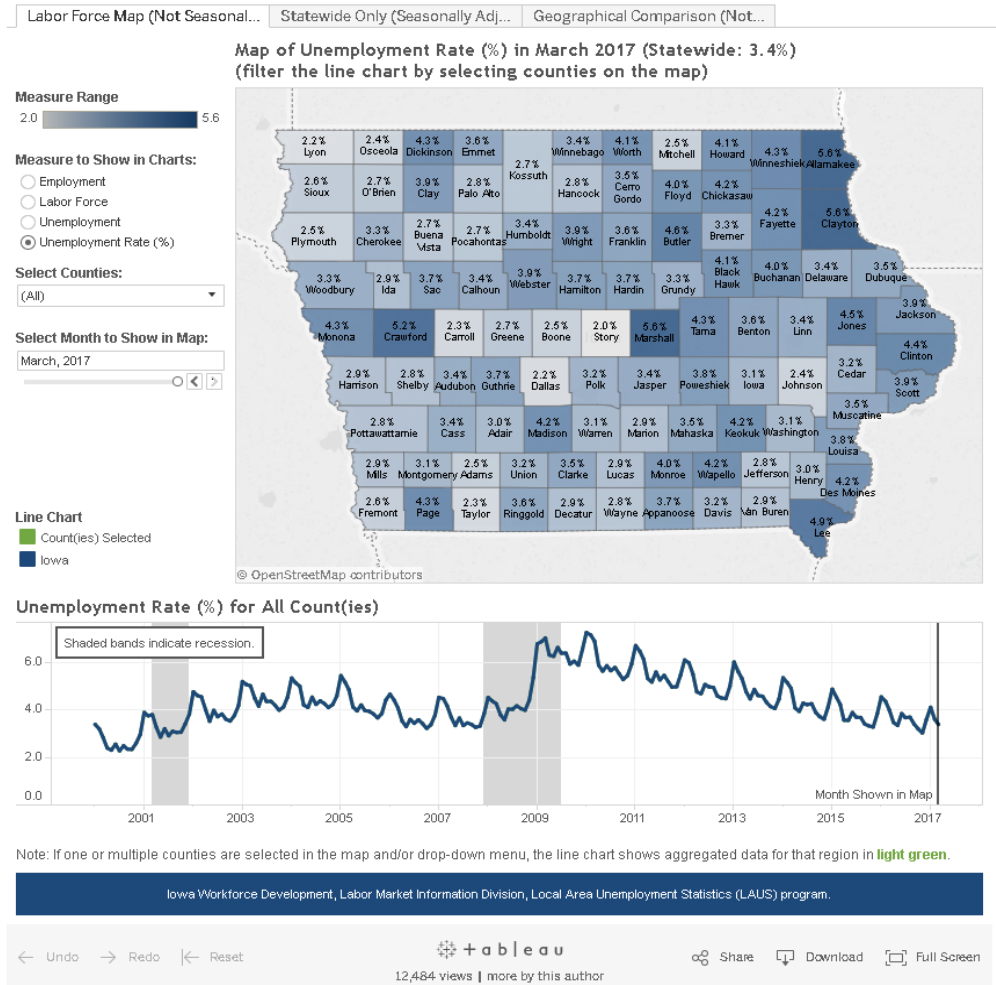 Labor Force Map (Not Seasonal...
Statewide Only (Seasonally Adj...
Geographical Comparison (Not...
Map of Unemployment Rate (%) in March 2017 (Statewide: 3.4%)
(filter the line chart by selecting counties on the map)
Measure Range
2.0 5.6
Measure to Show in Charts:
Employment
Labor Force
Unemployment
Unemployment Rate (%)
Select Counties:
(All)
Select Month to Show in Map:
March, 2017
Line Chart
Count(ies) Selected
Iowa
2.2% Lyon
2.4% Osceola
4.3% Dickinson
3.6% Emmet
2.7% Kossuth
3.4% Winnebago
4.1% Worth
2.5% Mitchell
4.1% Howard
4.3% Winneshiek
5.6% Allamakee
2.6% Sioux
2.7% O'Brien
3.9% Clay
2.8% Palo Alto
2.8% Hancock
3.5% Cerro Gordo
4.0% Floyd
4.2% Chickasaw
2.5% Plymouth
3.3% Cherokee
2.7% Buena Vista
2.7% Pocahontas
3.4% Humboldt
3.9% Wright
3.6% Franklin
4.6% Butler
3.3% Bremer
4.2% Fayette
5.6% Clayton
3.3% Woodbury
2.9% Ida
3.7% Sac
3.4% Calhoun
3.9% Webster
3.7% Hamilton
3.7% Hardin
3.3% Grundy
4.1% Black Hawk
4.0% Buchanan
3.4% Delaware
3.5% Dubuque
4.3% Monona
5.2% Crawford
2.3% Carroll
2.7% Greene
2.5% Boone
2.0% Story
5.6% Marshall
4.3% Tama
3.6% Benton
3.4% Linn
4.5% Jones
3.9% Jackson
4.4% Clinton
2.9% Harrison
2.8% Shelby
3.4% Audubon
3.7% Guthrie
2.2% Dallas
3.2% Polk
3.4% Jasper
3.8% Poweshiek
3.1% Iowa
2.4% Johnson
3.2% Cedar
3.9% Scott
3.5% Muscatine
2.8% Pottawattamie
3.4% Cass
3.0% Adair
4.2% Madison
3.1% Warren
2.9% Marion
3.5% Mahaska
4.2% Keokuk
3.1% Washington
3.8% Louisa
2.9% Mills
3.1% Montgomery
2.5% Adams
3.2% Union
3.5% Clarke
2.9% Lucas
4.0% Monroe
4.2% Wapello
2.8% Jefferson
3.0% Henry
4.2% Des Moines
2.6% Fremont
4.3% Page
2.3% Taylor
3.6% Ringgold
2.9% Decatur
2.8% Wayne
3.7% Appanoose
3.2% Davis
2.9% Van Buren
4.9% Lee
© OpenStreetMap contributors
Unemployment Rate (%) for All Count(ies)
Shaded bands indicate recession.
6.0
4.0
2.0
0.0
Month Shown in Map
2001 2003 2005 2007 2009 2011 2013 2015 2017
Note: If one or multiple counties are selected in the map and/or drop-down menu, the line chart shows aggregated data for that region in light green.
Iowa Workforce Development, Labor Market Information Division, Local Area Unemployment Statistics (LAUS) program.
Undo Redo Reset
+ableau
12,484 views | more by this author
Share Download Full Screen